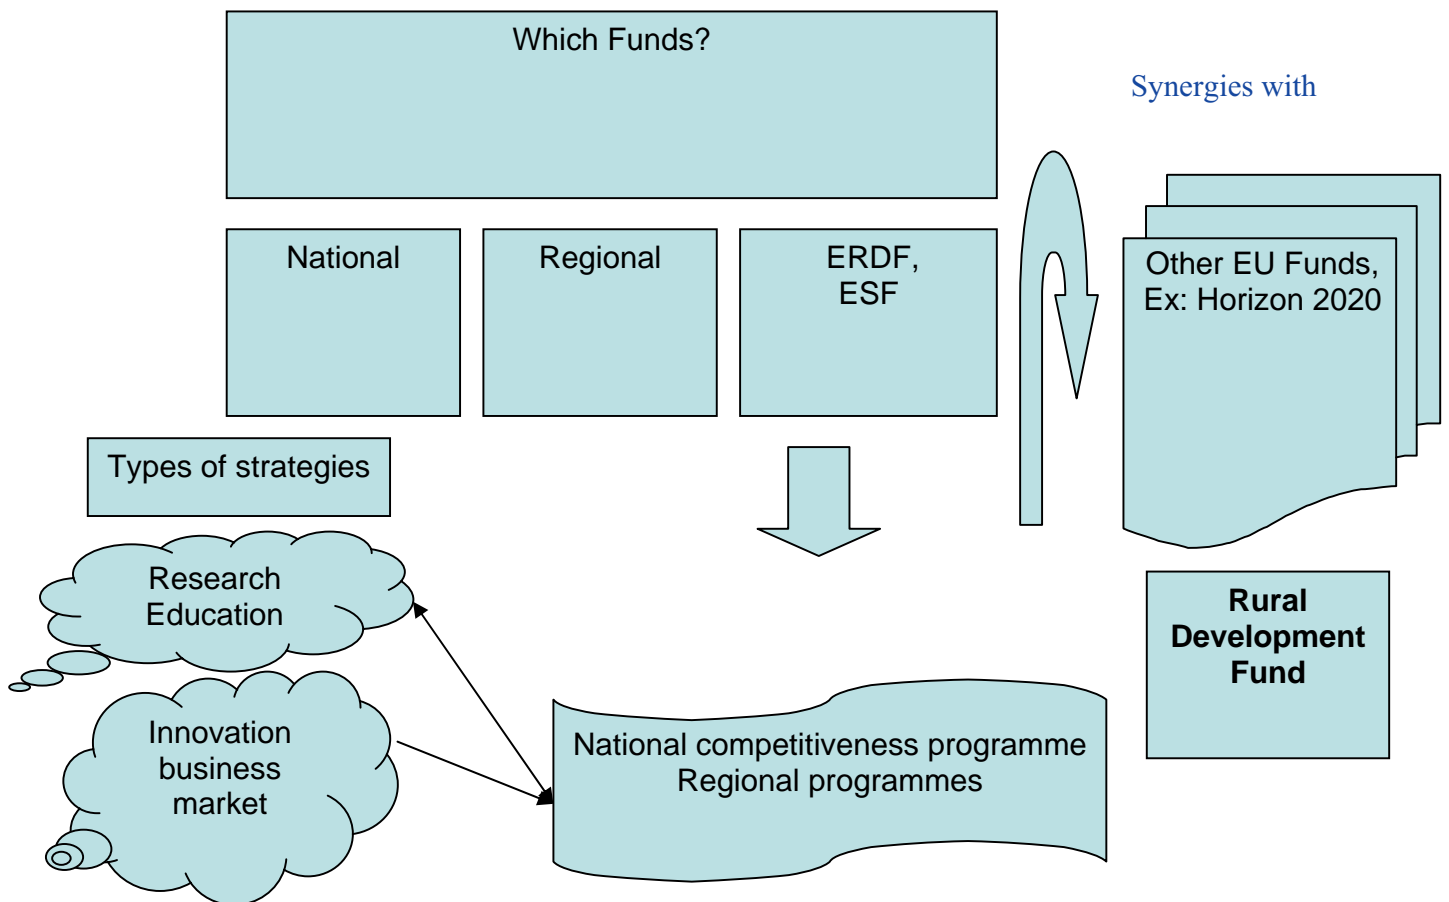 Which Funds?
Synergies with
National
Regional
ERDF,
ESF
Other EU Funds,
Ex: Horizon 2020
Types of strategies
Research
Education
Rural
Development
Fund
Innovation
business
market
National competitiveness programme
Regional programmes